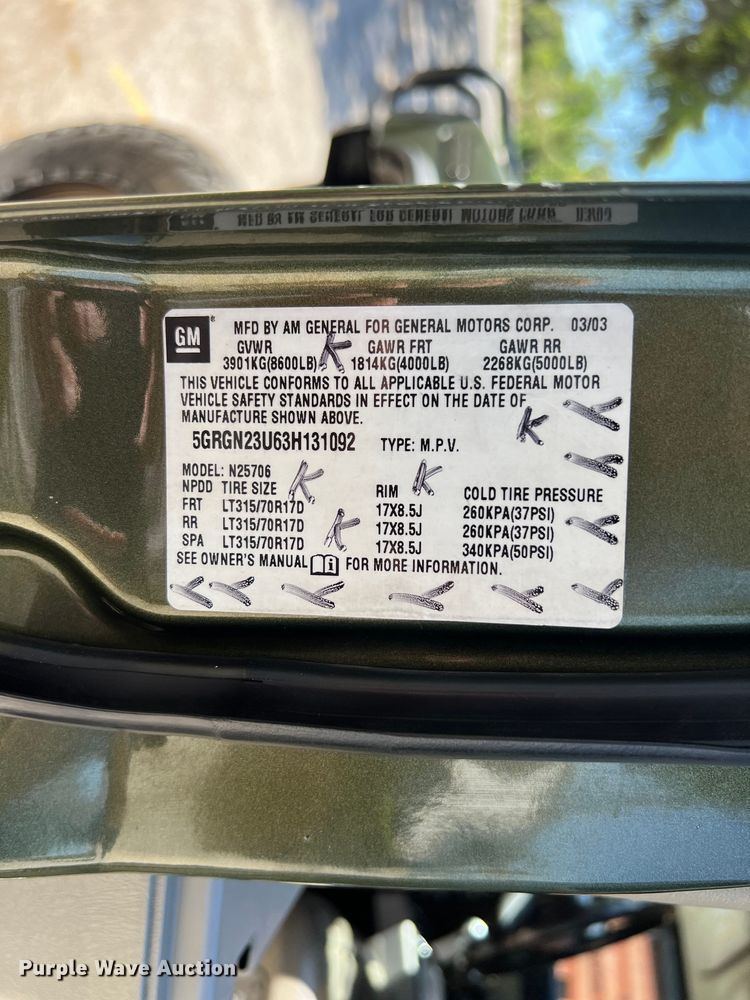 GM
MFD BY AM GENERAL FOR GENERAL MOTORS CORP. 03/03
GVWR GAWR FRT GAWR RR
3901KG(8600LB) K 1814KG(4000LB) 2268KG(5000LB)
THIS VEHICLE CONFORMS TO ALL APPLICABLE U.S. FEDERAL MOTOR
VEHICLE SAFETY STANDARDS IN EFFECT ON THE DATE OF
MANUFACTURE SHOWN ABOVE. K
5GRGN23U63H131092 TYPE: M.P.V.
MODEL: N25706
NPDD TIRE SIZE K RIM K COLD TIRE PRESSURE
FRT LT315/70R17D 17X8.5J 260KPA(37PSI)
RR LT315/70R17D K 17X8.5J 260KPA(37PSI)
SPA LT315/70R17D 17X8.5J 340KPA(50PSI)
SEE OWNER'S MANUAL FOR MORE INFORMATION.
Purple Wave Auction